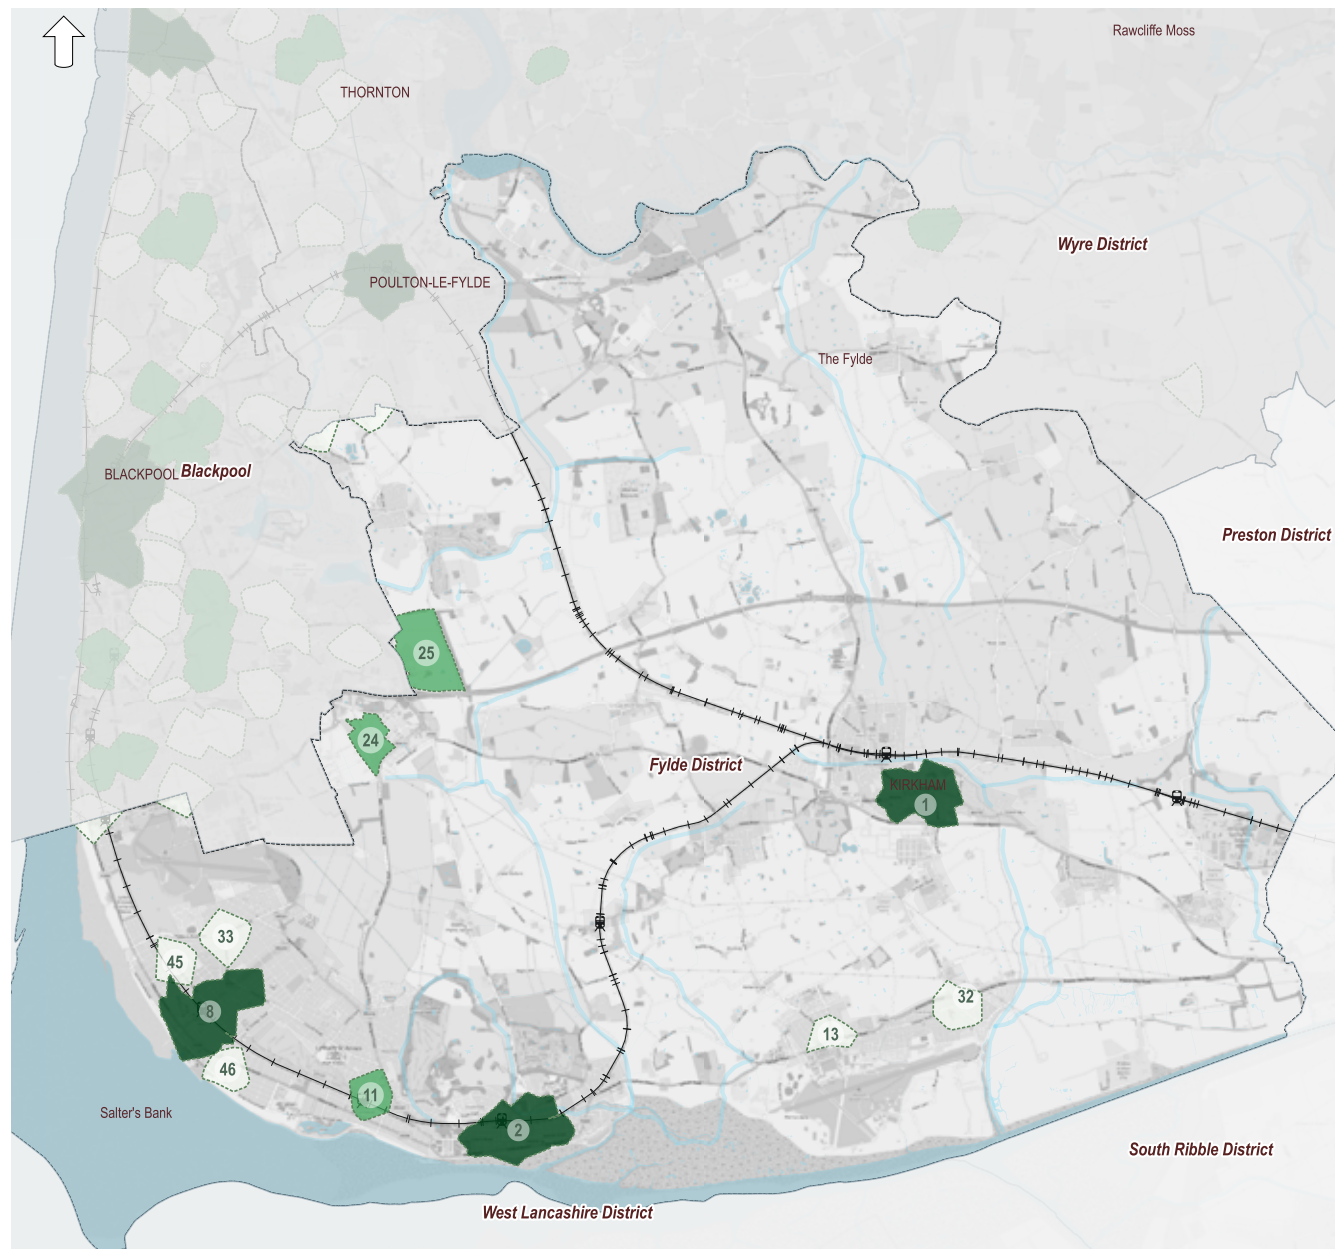 Rawcliffe Moss
THORNTON
Wyre District
POULTON-LE-FYLDE
The Fylde
BLACKPOOL
Blackpool
Preston District
25
24
Fylde District
KIRKHAM
1
33
45
8
32
13
46
11
Salter's Bank
2
South Ribble District
West Lancashire District